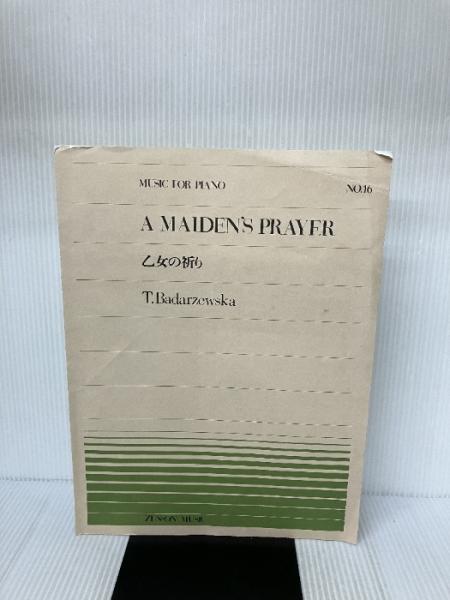 MUSIC FOR PIANO NO.16
A MAIDEN'S PRAYER
乙女の祈り
T.Badarzewska
ZEN-ON MUSIC